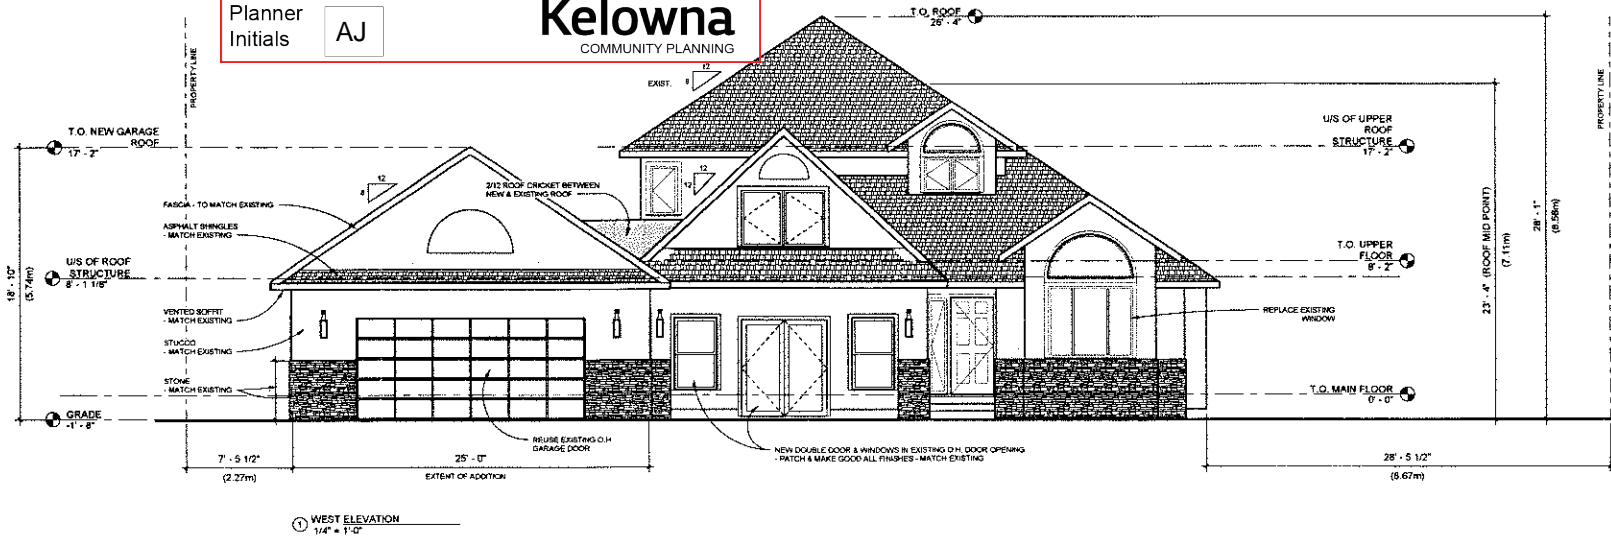 Planner
Initials
AJ
Kelowna
COMMUNITY PLANNING
T.O. ROOF
26' - 4"
PROPERTY LINE
PROPERTY LINE
EXIST.
8
12
T.O. NEW GARAGE
ROOF
17' - 2"
U/S OF UPPER
ROOF
STRUCTURE
17' - 2"
12
8
2/12 ROOF CRICKET BETWEEN
NEW & EXISTING ROOF
12
12
FASCIA - TO MATCH EXISTING
ASPHALT SHINGLES
- MATCH EXISTING
U/S OF ROOF
STRUCTURE
8' - 1 1/8"
18' - 10"
(5.74m)
T.O. UPPER
FLOOR
8' - 2"
23' - 4" (ROOF MID POINT)
(7.11m)
28' - 1"
(8.56m)
VENTED SOFFIT
- MATCH EXISTING
STUCCO
- MATCH EXISTING
STONE
- MATCH EXISTING
REPLACE EXISTING
WINDOW
T.O. MAIN FLOOR
0' - 0"
GRADE
-1' - 8"
REUSE EXISTING O.H
GARAGE DOOR
NEW DOUBLE DOOR & WINDOWS IN EXISTING O.H. DOOR OPENING
- PATCH & MAKE GOOD ALL FINISHES - MATCH EXISTING
7' - 5 1/2"
(2.27m)
25' - 0"
EXTENT OF ADDITION
28' - 5 1/2"
(8.67m)
1
WEST ELEVATION
1/4" = 1'-0"